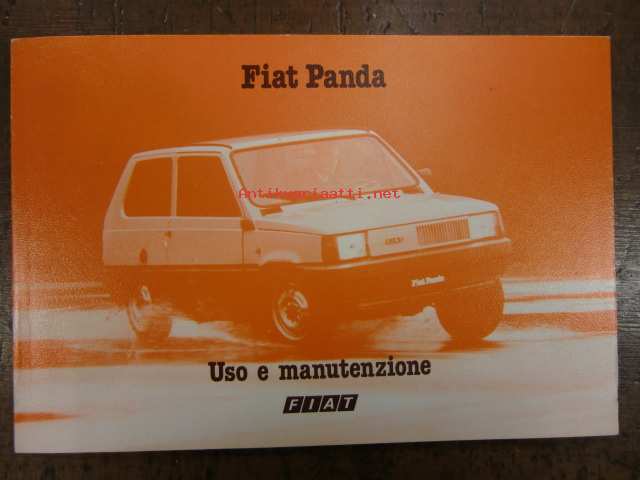 Fiat Panda
Antikvariaatti.net
Fiat Panda
Uso e manutenzione
FIAT